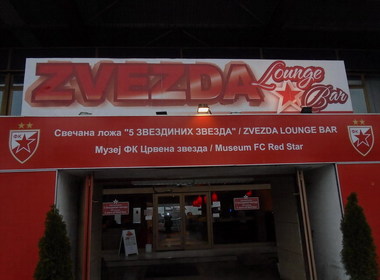 ZVEZDA Lounge Bar
Свечана ложа "5 ЗВЕЗДИНИХ ЗВЕЗДА" / ZVEZDA LOUNGE BAR
Музеј ФК Црвена звезда / Museum FC Red Star